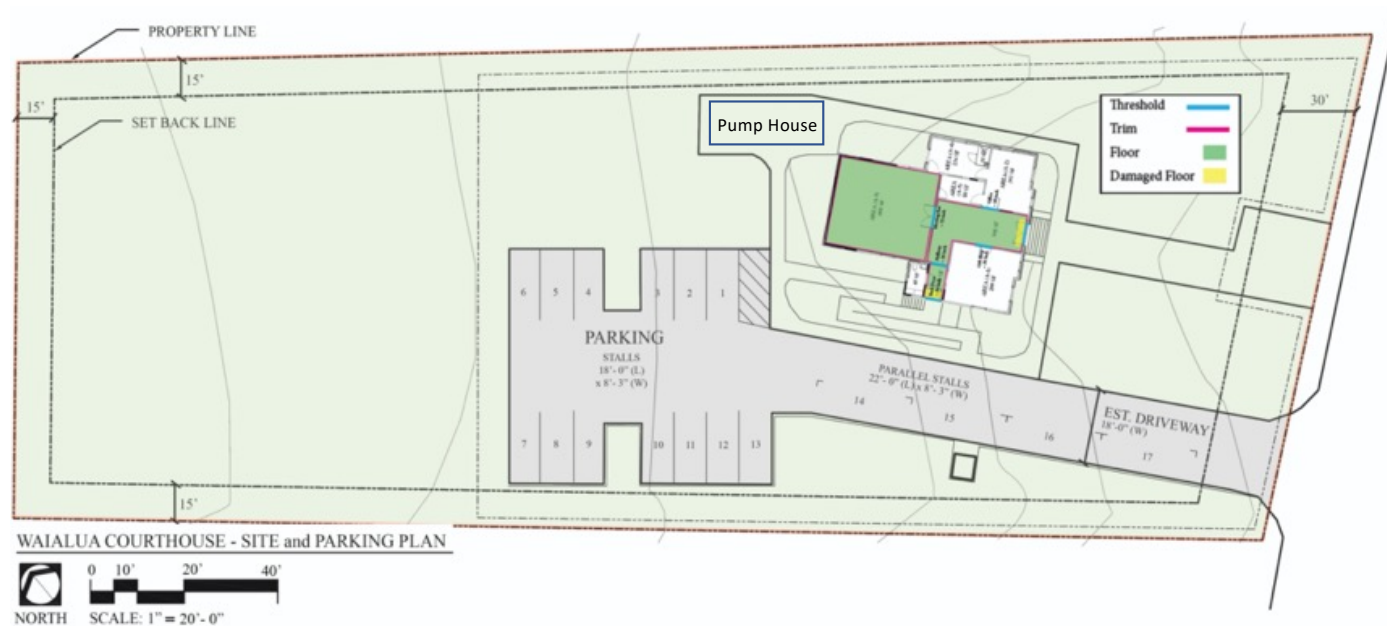 PROPERTY LINE
15'
15'
SET BACK LINE
Pump House
Threshold
Trim
Floor
Damaged Floor
30'
6
5
4
3
2
1
PARKING
STALLS
18'- 0" (L)
x 8'- 3" (W)
7
8
9
10
11
12
13
PARALLEL STALLS
22'- 0" (L) x 8'- 3" (W)
14
15
16
EST. DRIVEWAY
18'-0" (W)
17
15'
WAIALUA COURTHOUSE - SITE and PARKING PLAN
0 10' 20' 40'
NORTH SCALE: 1" = 20'- 0"